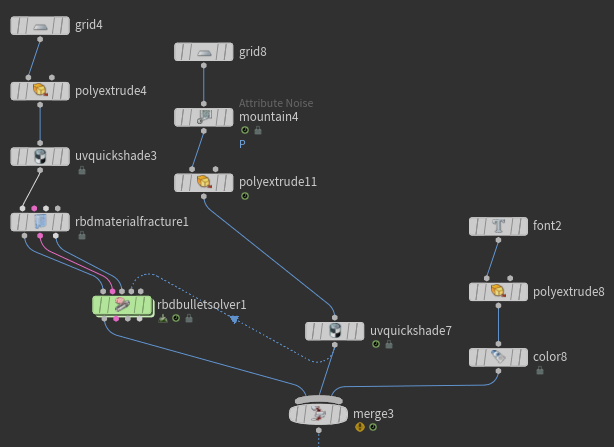 grid4
grid8
polyextrude4
Attribute Noise
mountain4
P
uvquickshade3
polyextrude11
rbdmaterialfracture1
font2
polyextrude8
rbdbulletsolver1
uvquickshade7
color8
merge3